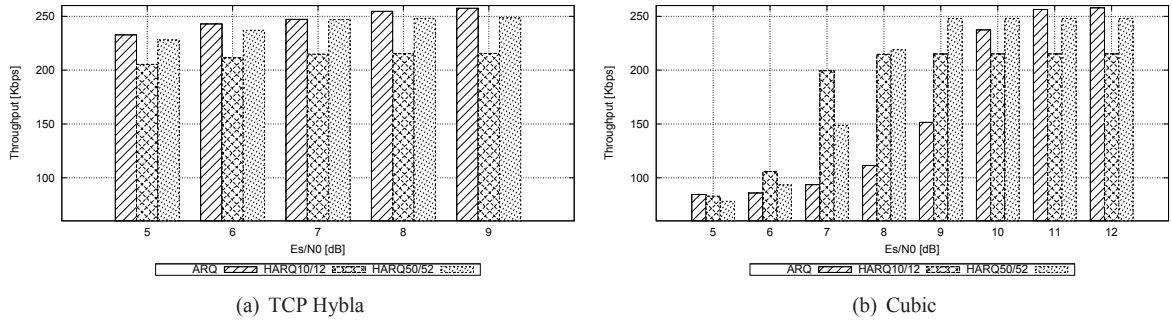 250
200
150
100
Throughput [Kbps]
5 6 7 8 9
Es/N0 [dB]
ARQ HARQ10/12 HARQ50/52
(a) TCP Hybla
250
200
150
100
Throughput [Kbps]
5 6 7 8 9 10 11 12
Es/N0 [dB]
ARQ HARQ10/12 HARQ50/52
(b) Cubic